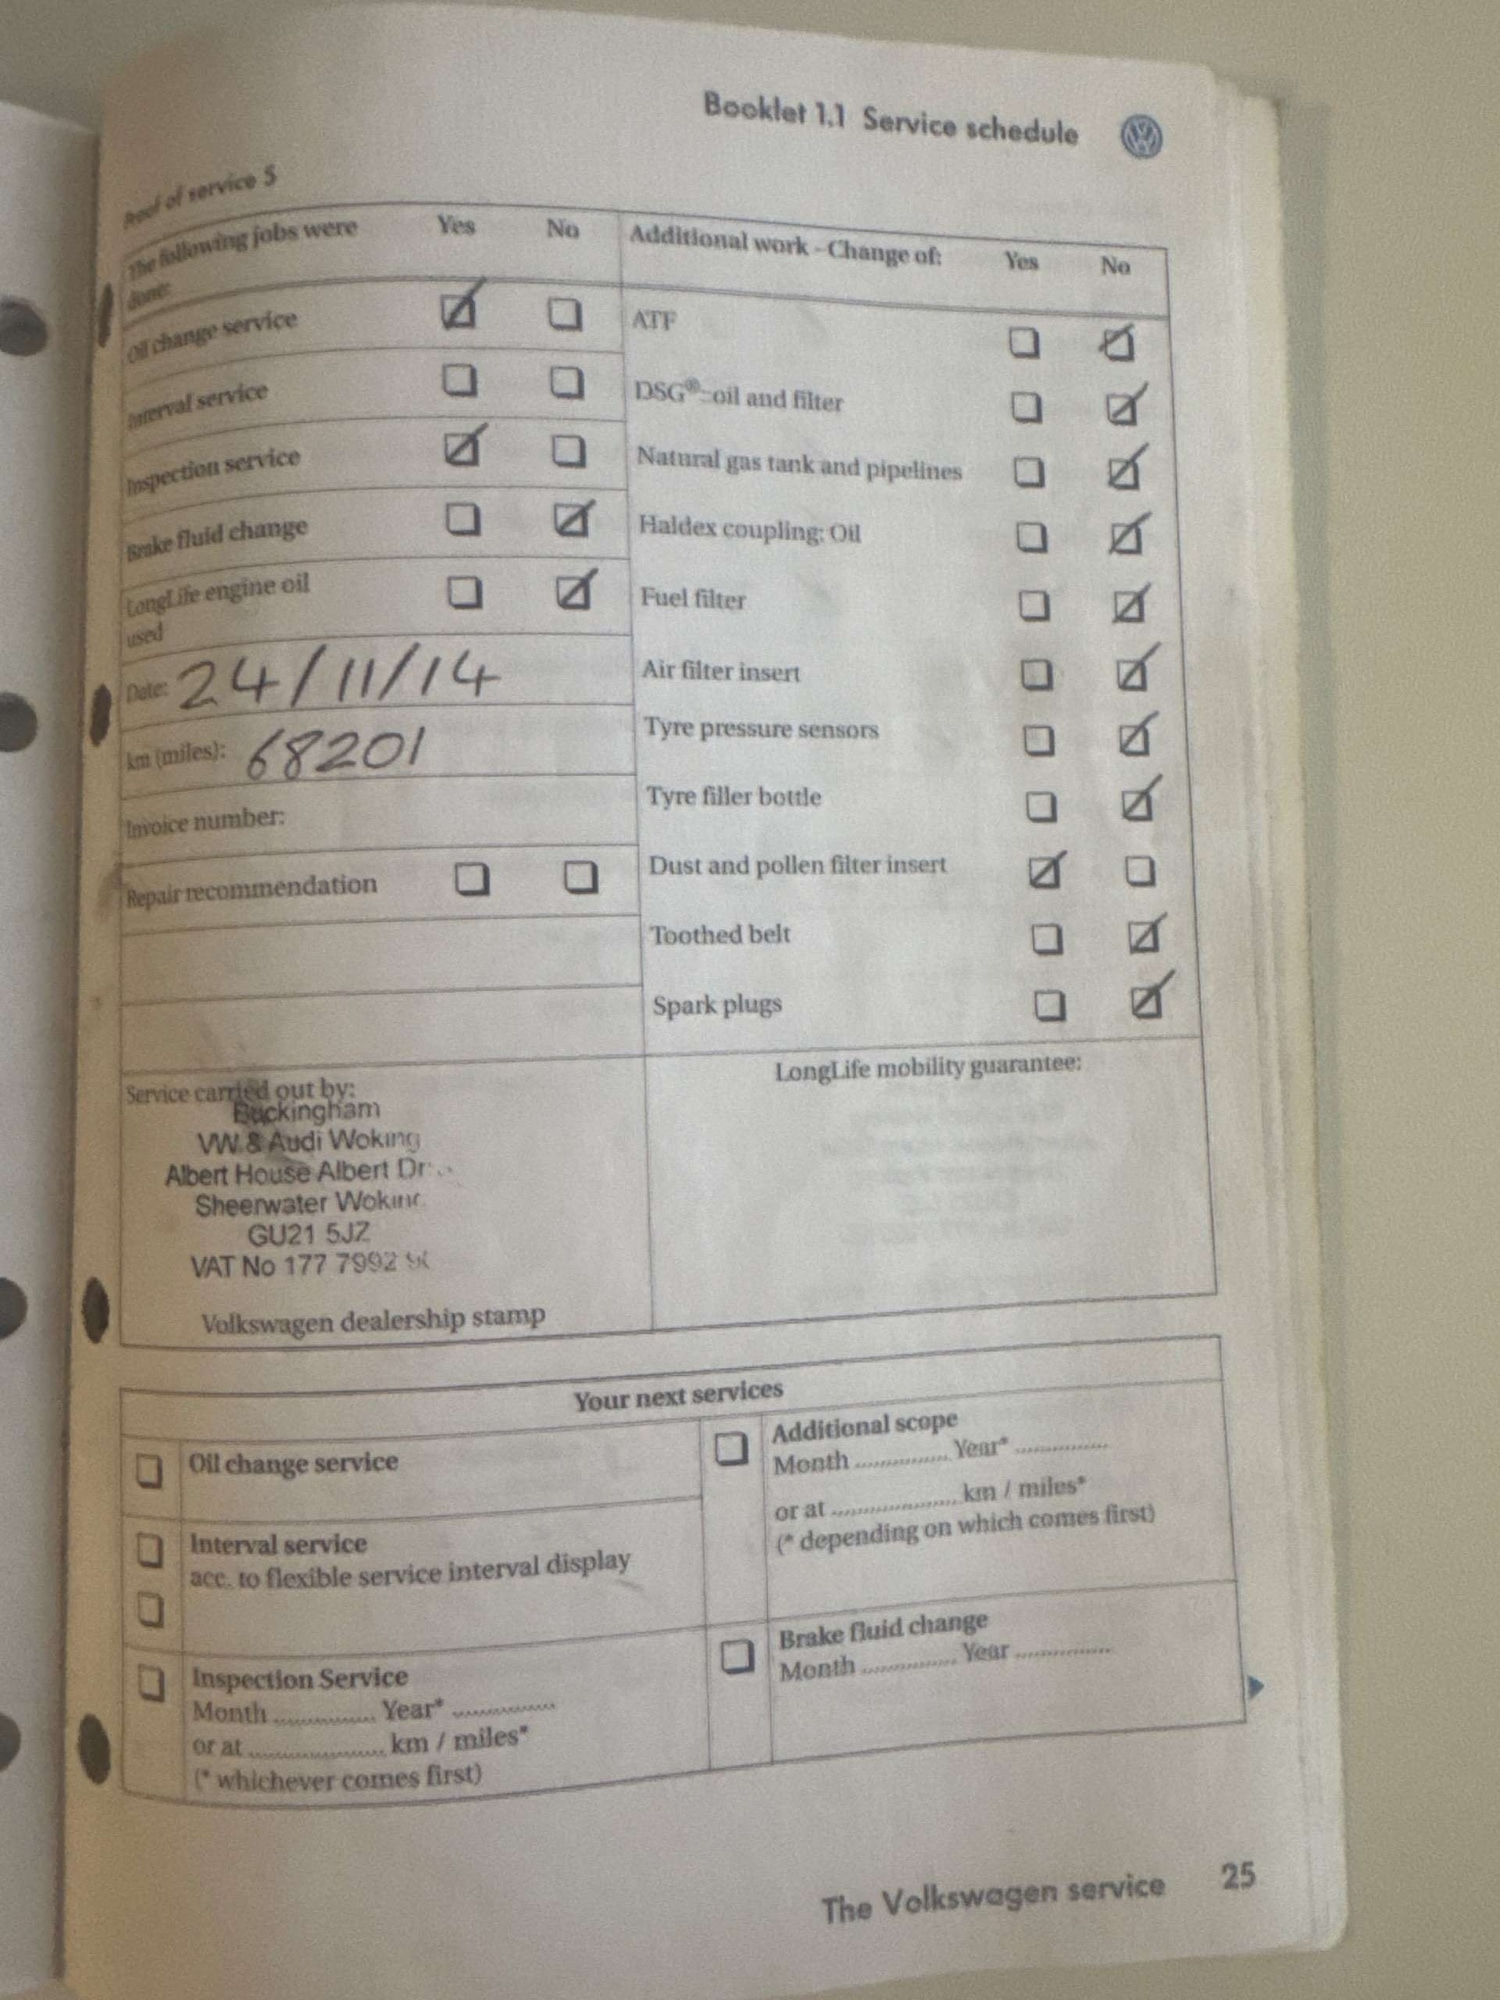 Booklet 1.1 Service schedule
Proof of service 5
The following jobs were done: Yes No
Oil change service
Interval service
Inspection service
Brake fluid change
LongLife engine oil used
Date: 24/11/14
km (miles): 68201
Invoice number:
Repair recommendation
Additional work - Change of: Yes No
ATF
DSG®-oil and filter
Natural gas tank and pipelines
Haldex coupling: Oil
Fuel filter
Air filter insert
Tyre pressure sensors
Tyre filler bottle
Dust and pollen filter insert
Toothed belt
Spark plugs
Service carried out by:
Buckingham
VW & Audi Woking
Albert House Albert
Sheerwater Woking
GU21 5JZ
VAT No 177 7992
Volkswagen dealership stamp
LongLife mobility guarantee:
Your next services
Oil change service
Interval service
acc. to flexible service interval display
Inspection Service
Month ............. Year* .............
or at ................. km / miles*
(* whichever comes first)
Additional scope
Month ............ Year* ............
or at ................ km / miles*
(* depending on which comes first)
Brake fluid change
Month ............ Year ............
The Volkswagen service 25